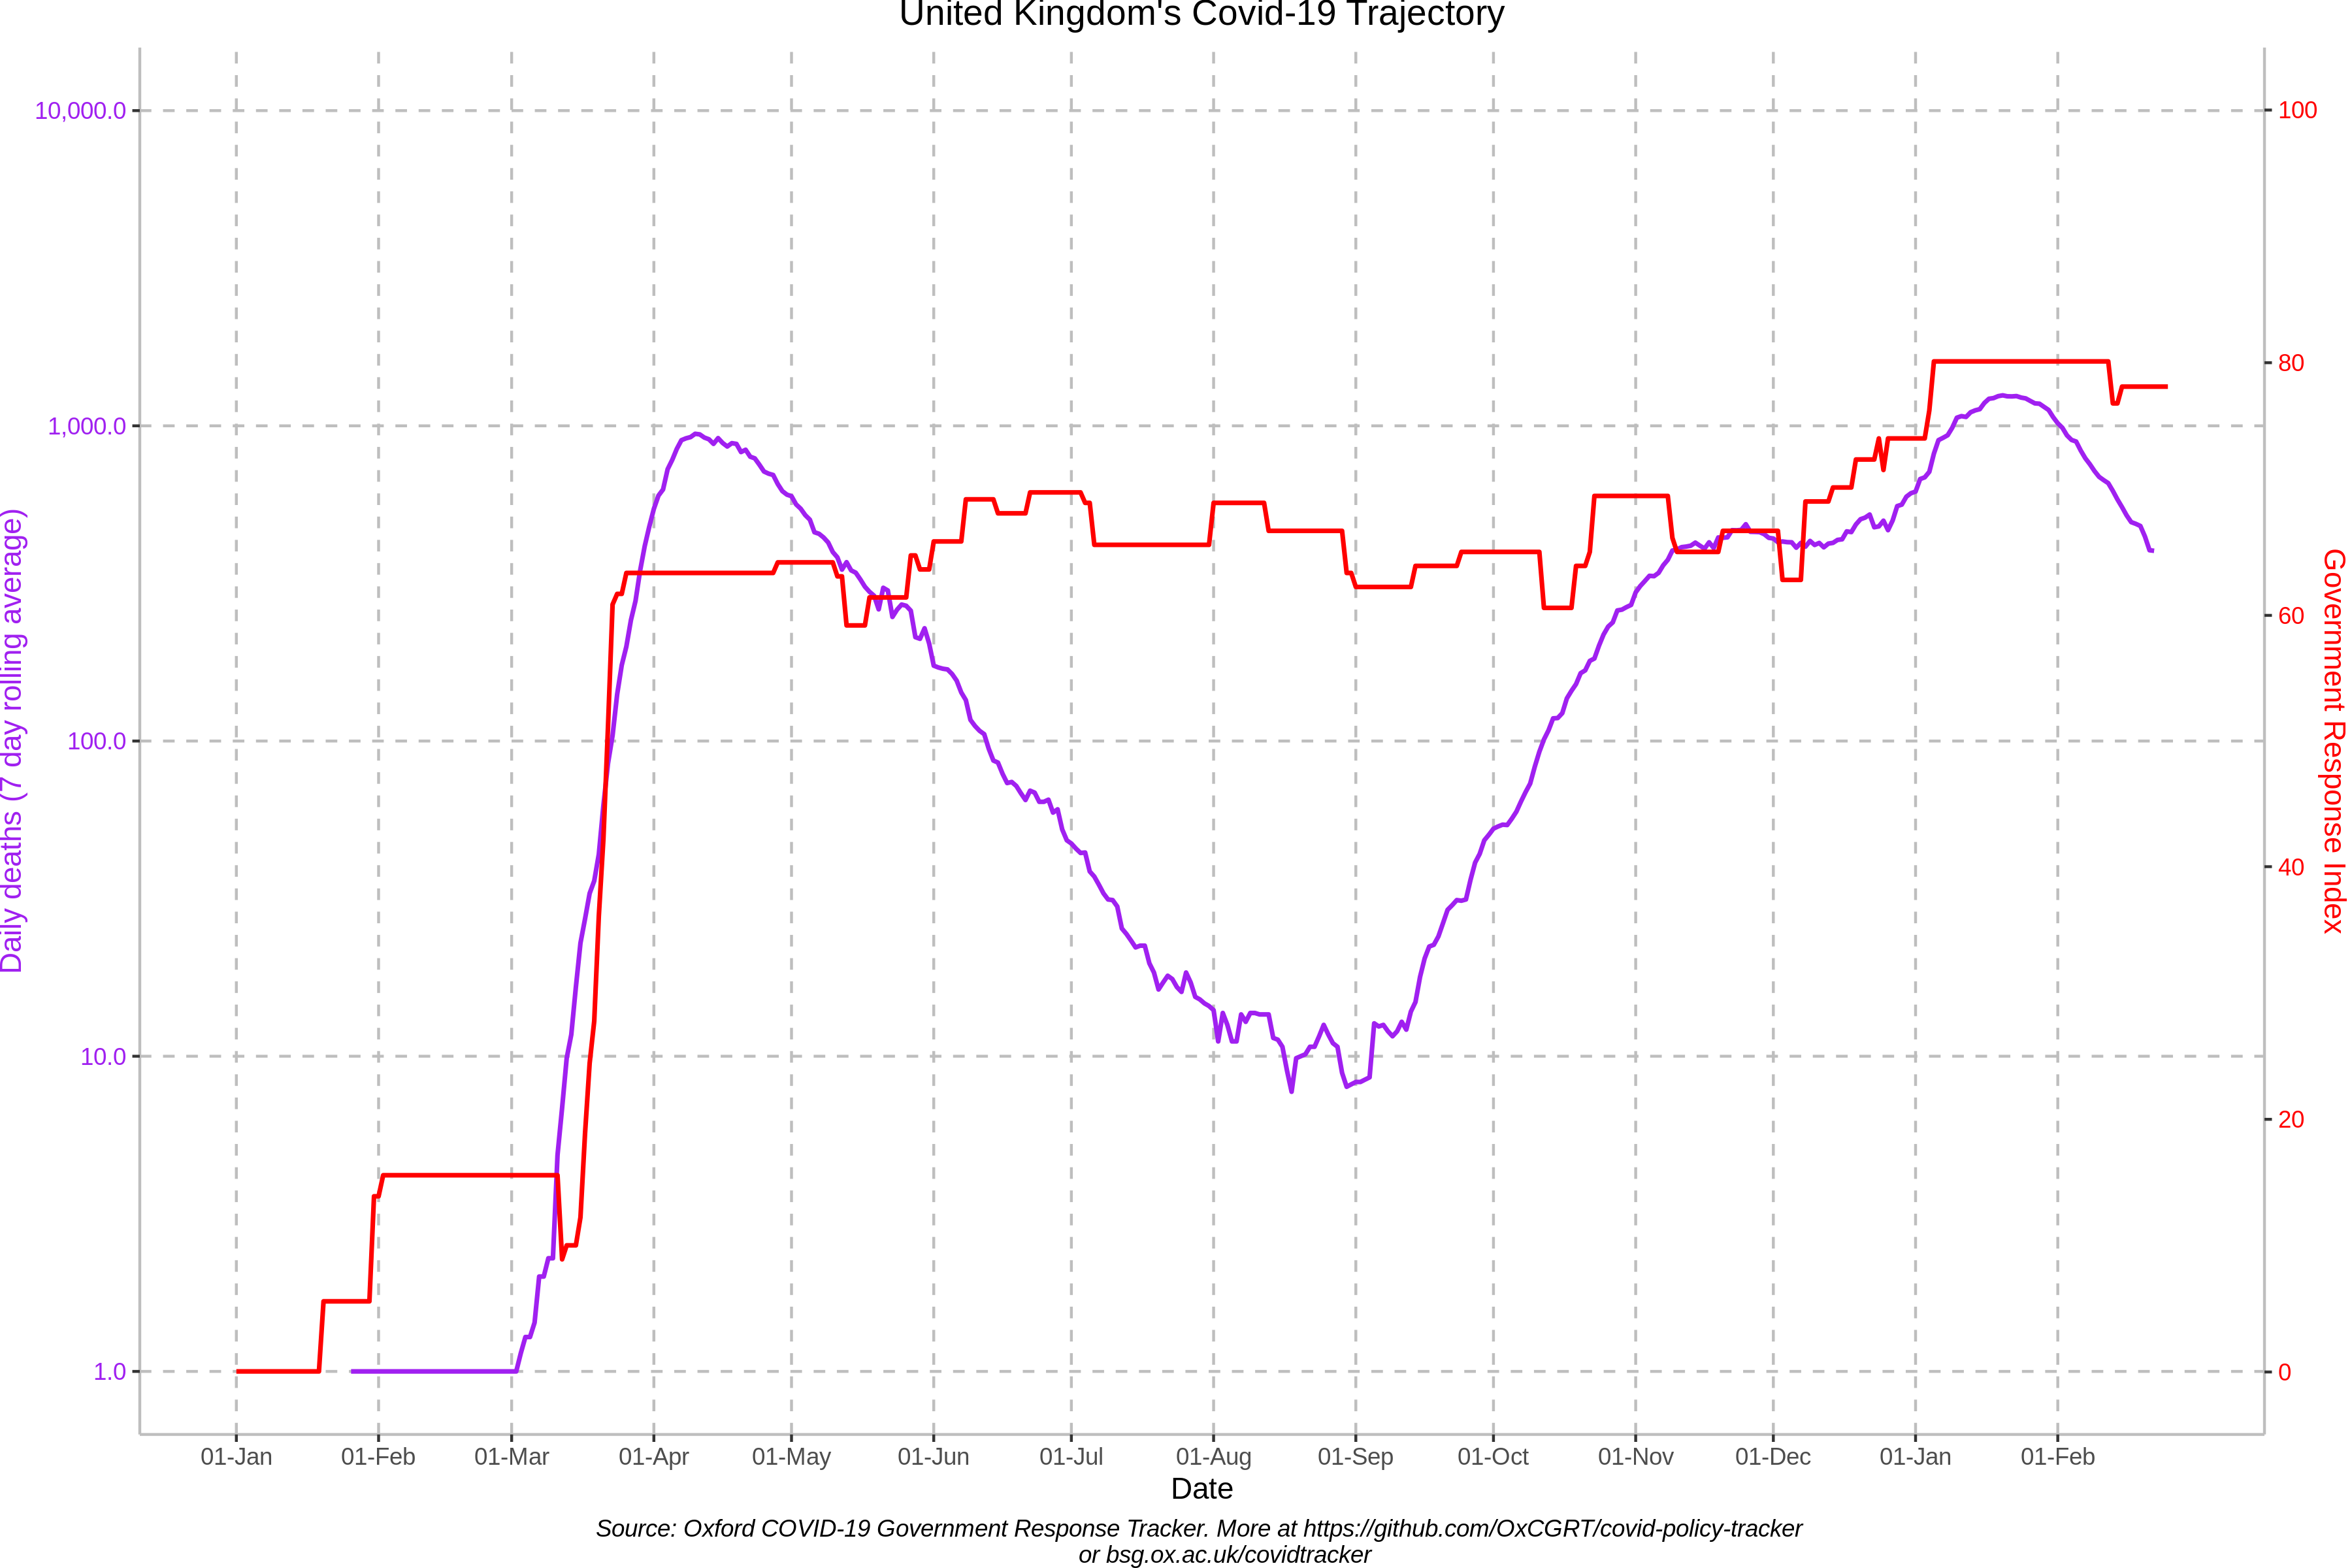 United Kingdom's Covid-19 Trajectory
10,000.0
1,000.0
100.0
10.0
1.0
Daily deaths (7 day rolling average)
100
80
60
40
20
0
Government Response Index
01-Jan 01-Feb 01-Mar 01-Apr 01-May 01-Jun 01-Jul 01-Aug 01-Sep 01-Oct 01-Nov 01-Dec 01-Jan 01-Feb
Date
Source: Oxford COVID-19 Government Response Tracker. More at https://github.com/OxCGRT/covid-policy-tracker
or bsg.ox.ac.uk/covidtracker